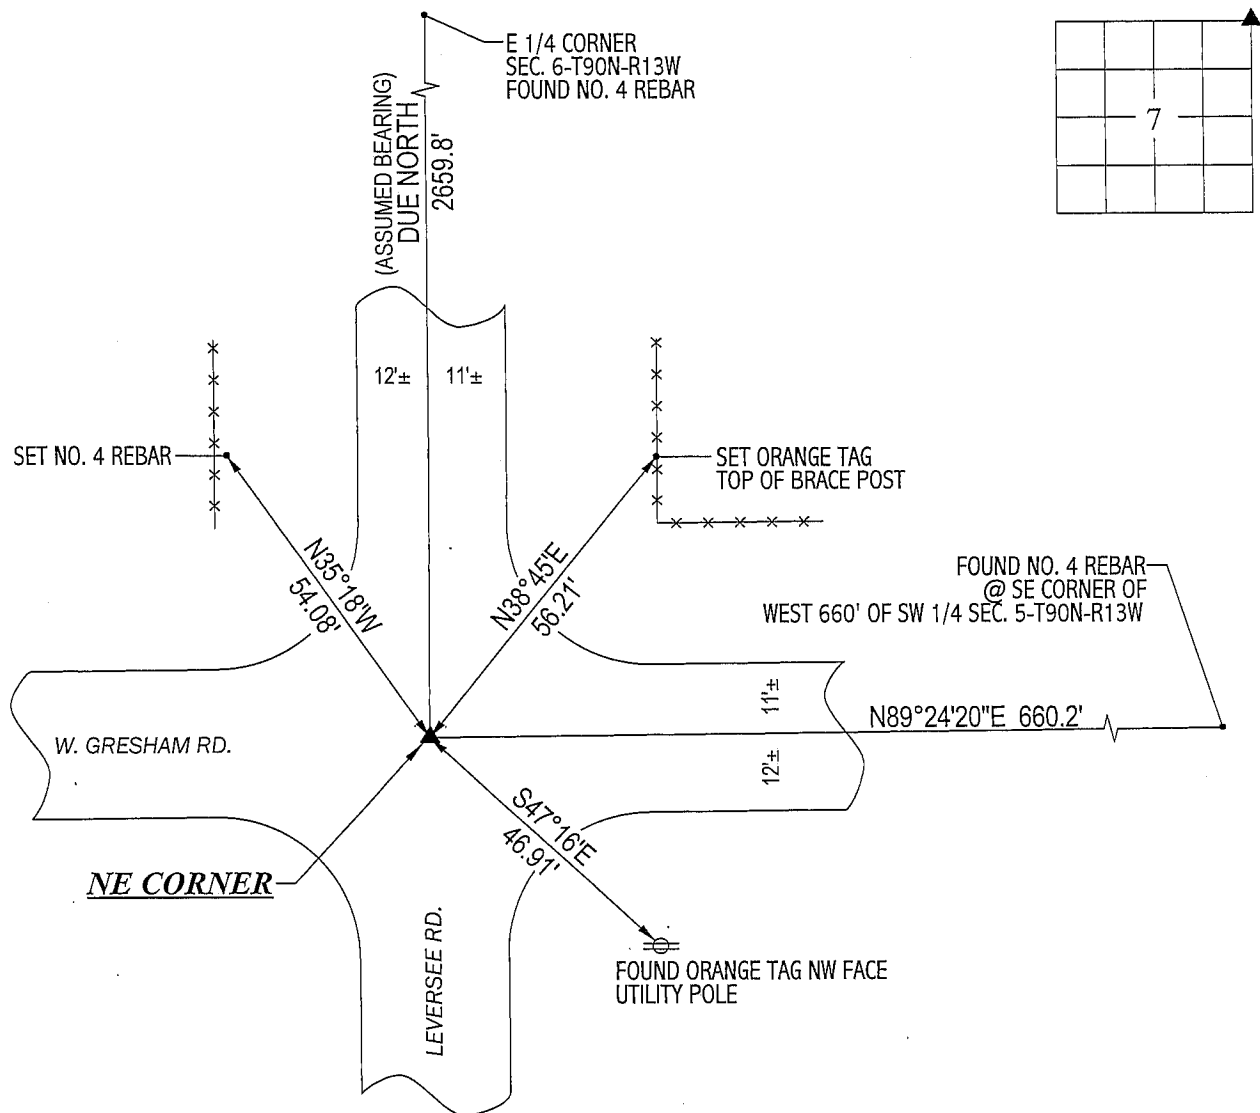 E 1/4 CORNER
SEC. 6-T90N-R13W
FOUND NO. 4 REBAR
7
(ASSUMED BEARING)
DUE NORTH
2659.8'
12'±
11'±
SET NO. 4 REBAR
SET ORANGE TAG
TOP OF BRACE POST
N35°18'W
54.08'
N38°45'E
56.21'
FOUND NO. 4 REBAR
@ SE CORNER OF
WEST 660' OF SW 1/4 SEC. 5-T90N-R13W
11'±
N89°24'20"E 660.2'
W. GRESHAM RD.
12'±
S47°16'E
46.91'
NE CORNER
LEVERSEE RD.
FOUND ORANGE TAG NW FACE
UTILITY POLE